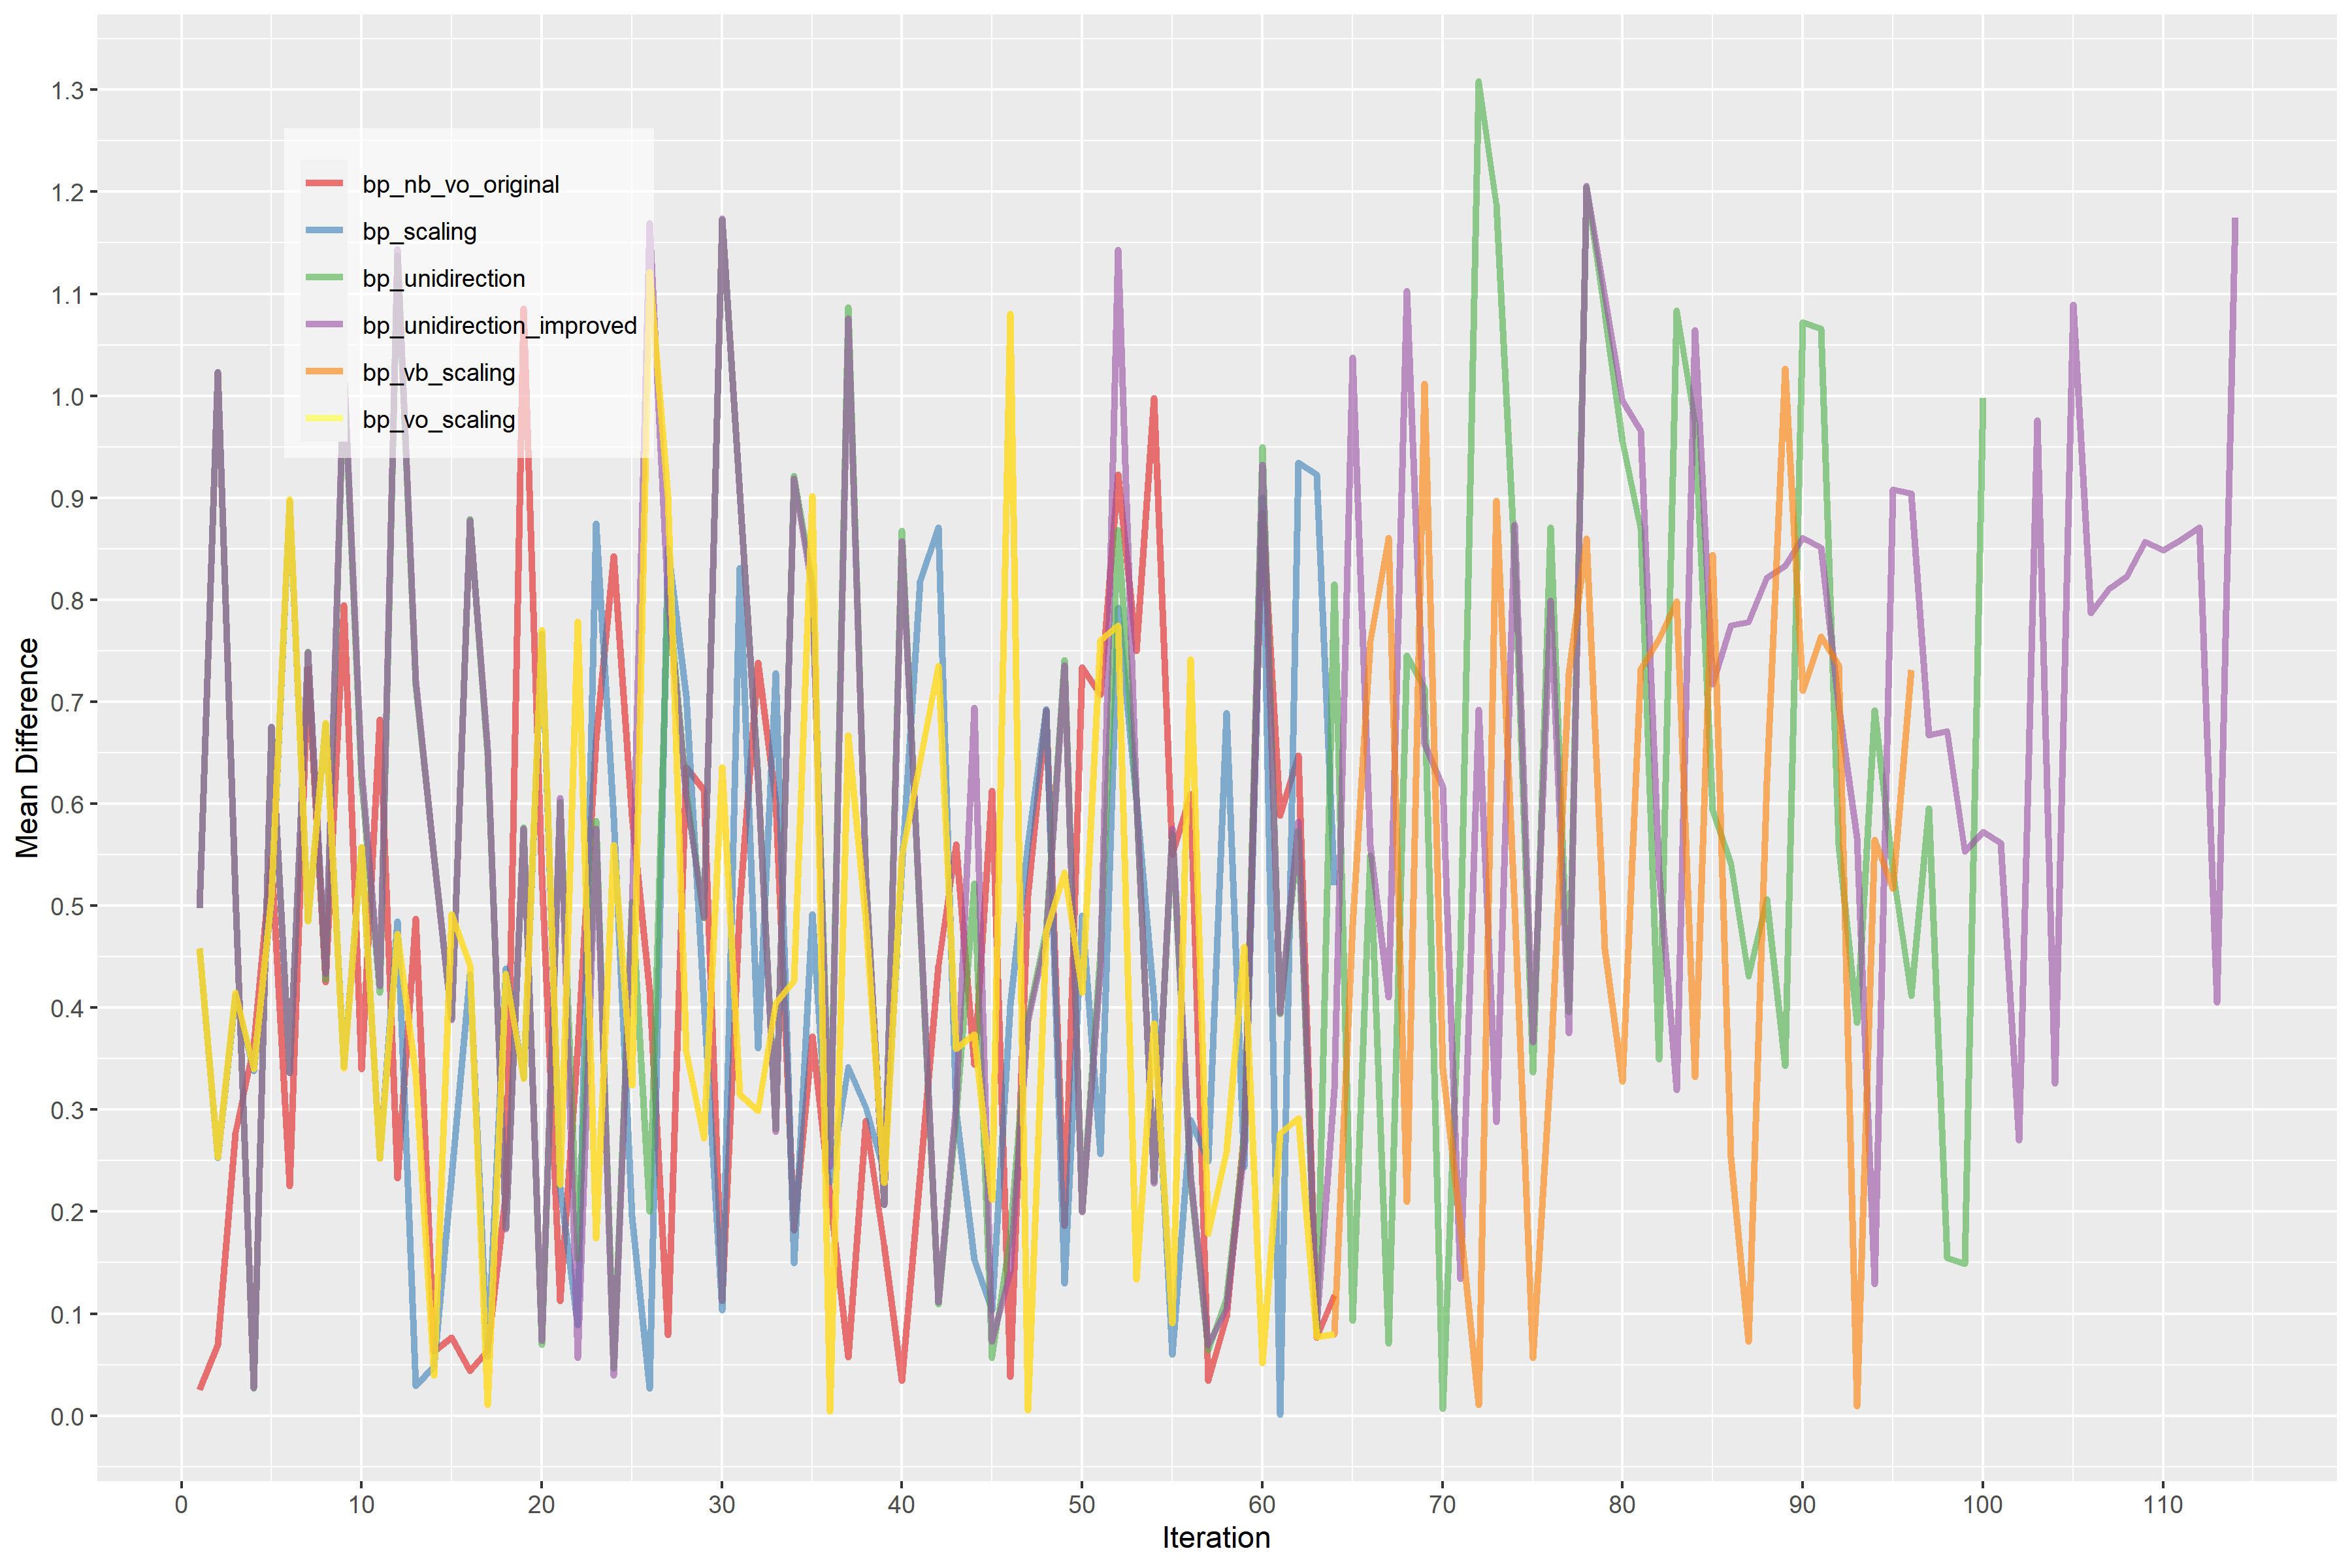 Mean Difference
1.3
1.2
1.1
1.0
0.9
0.8
0.7
0.6
0.5
0.4
0.3
0.2
0.1
0.0
bp_nb_vo_original
bp_scaling
bp_unidirection
bp_unidirection_improved
bp_vb_scaling
bp_vo_scaling
0 10 20 30 40 50 60 70 80 90 100 110
Iteration